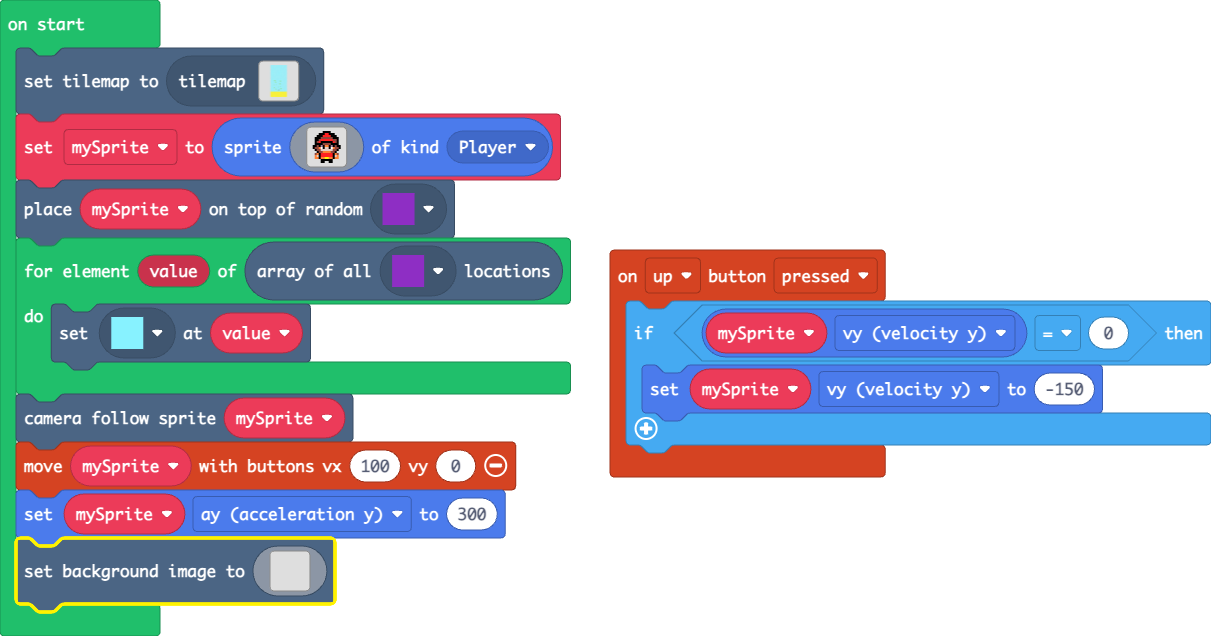 on start
set tilemap to tilemap
set mySprite to sprite of kind Player
place mySprite on top of random
for element value of array of all locations
do
set at value
camera follow sprite mySprite
move mySprite with buttons vx 100 vy 0
set mySprite ay (acceleration y) to 300
set background image to
on up button pressed
if mySprite vy (velocity y) = 0 then
set mySprite vy (velocity y) to -150